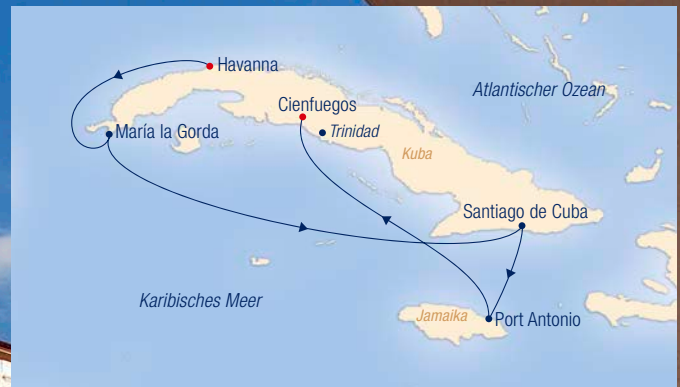 Havanna
Atlantischer Ozean
Cienfuegos
María la Gorda
Trinidad
Kuba
Santiago de Cuba
Karibisches Meer
Jamaika
Port Antonio